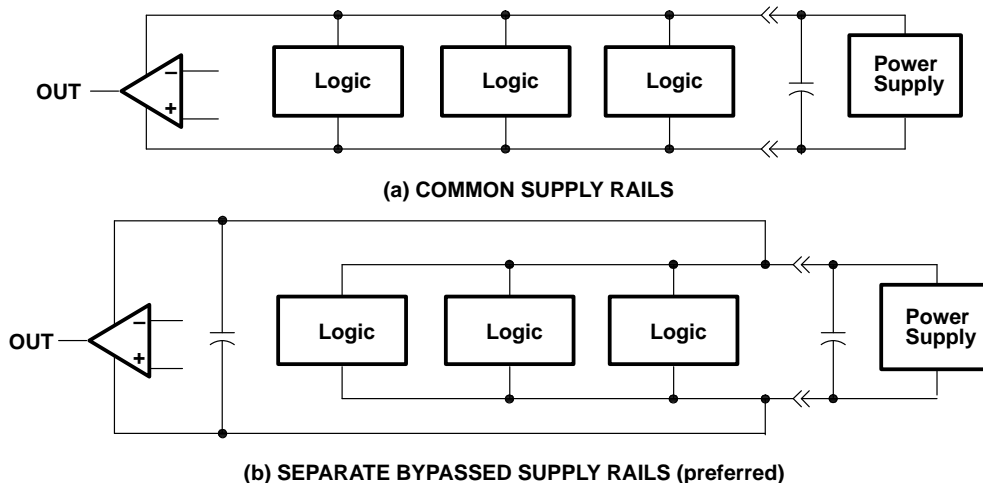 OUT
−
+
Logic
Logic
Logic
Power
Supply
(a) COMMON SUPPLY RAILS
OUT
−
+
Logic
Logic
Logic
Power
Supply
(b) SEPARATE BYPASSED SUPPLY RAILS (preferred)